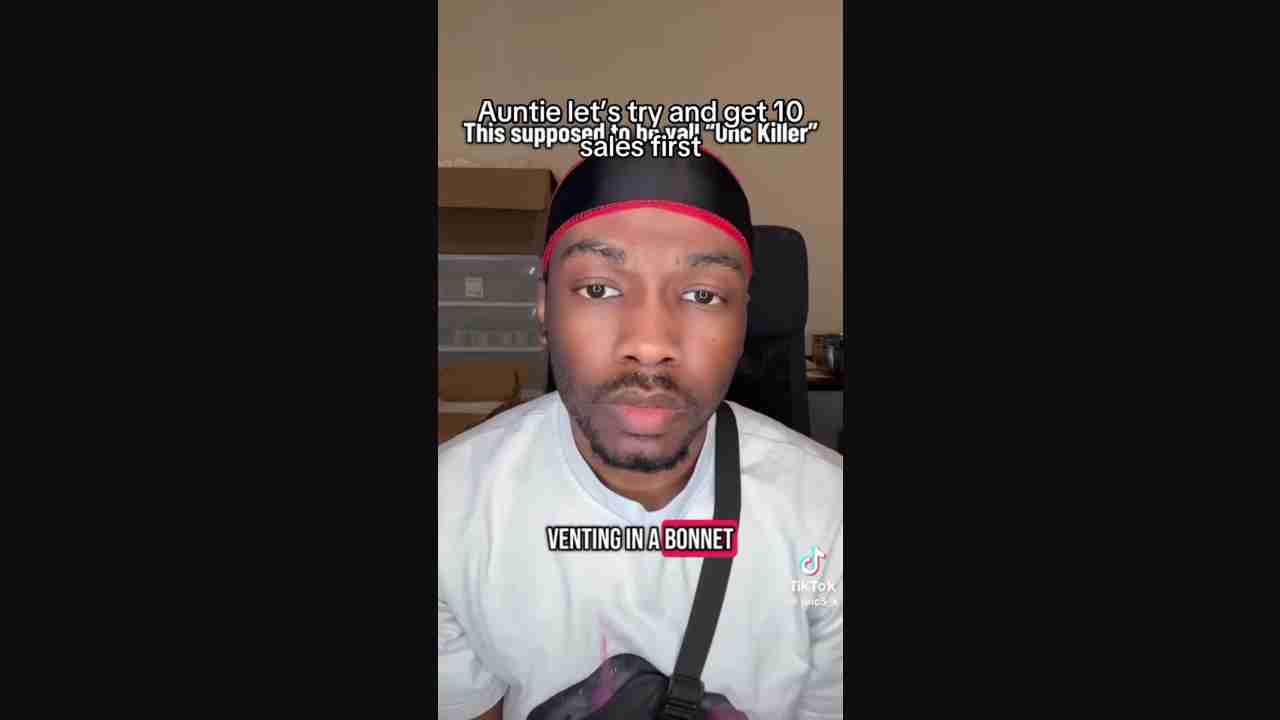 Auntie let's try and get 10
This supposed to be yall "Unc Killer"
sales first
VENTING IN A BONNET
TikTok